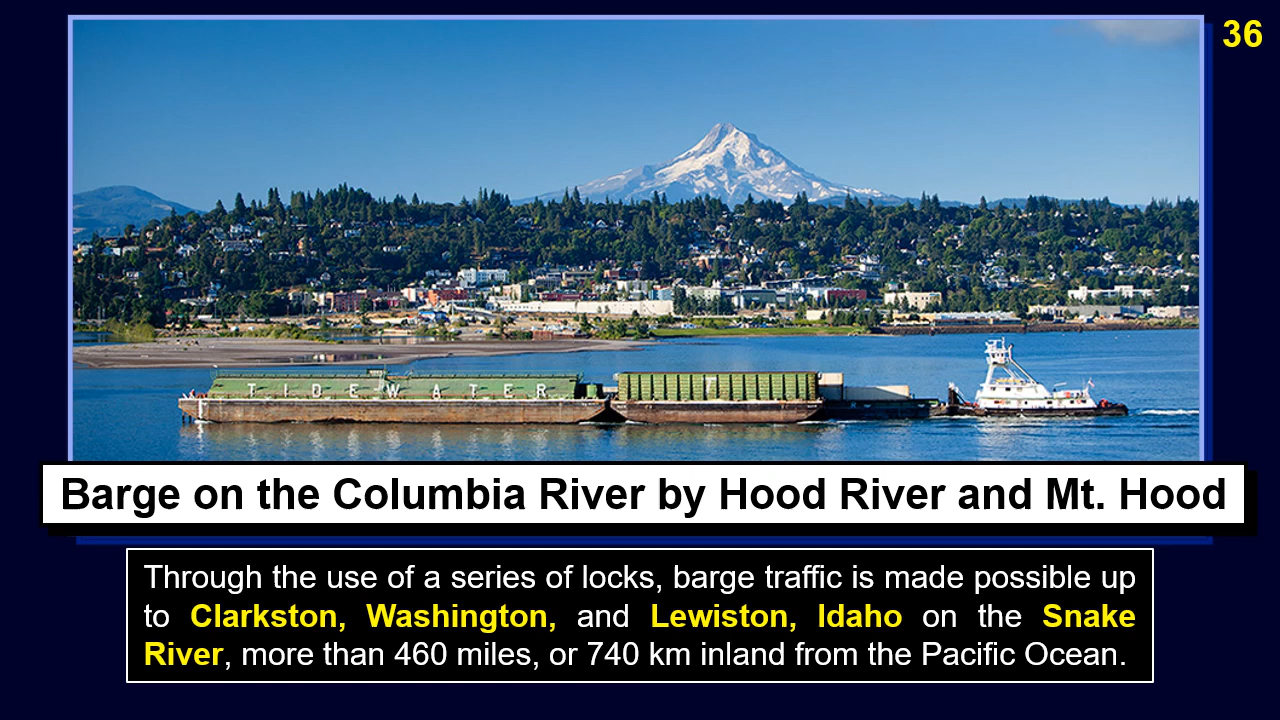 36
TIDEWATER
Barge on the Columbia River by Hood River and Mt. Hood
Through the use of a series of locks, barge traffic is made possible up
to Clarkston, Washington, and Lewiston, Idaho on the Snake
River, more than 460 miles, or 740 km inland from the Pacific Ocean.